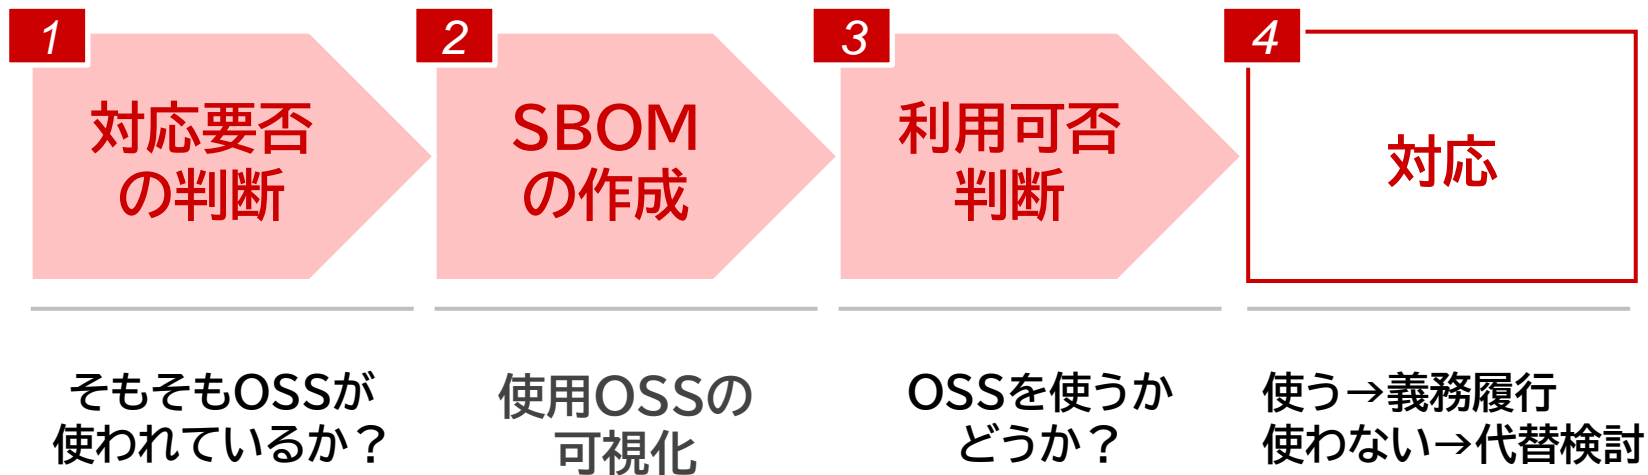 1
対応要否
の判断
そもそもOSSが
使われているか？
2
SBOM
の作成
使用OSSの
可視化
3
利用可否
判断
OSSを使うか
どうか？
4
対応
使う→義務履行
使わない→代替検討